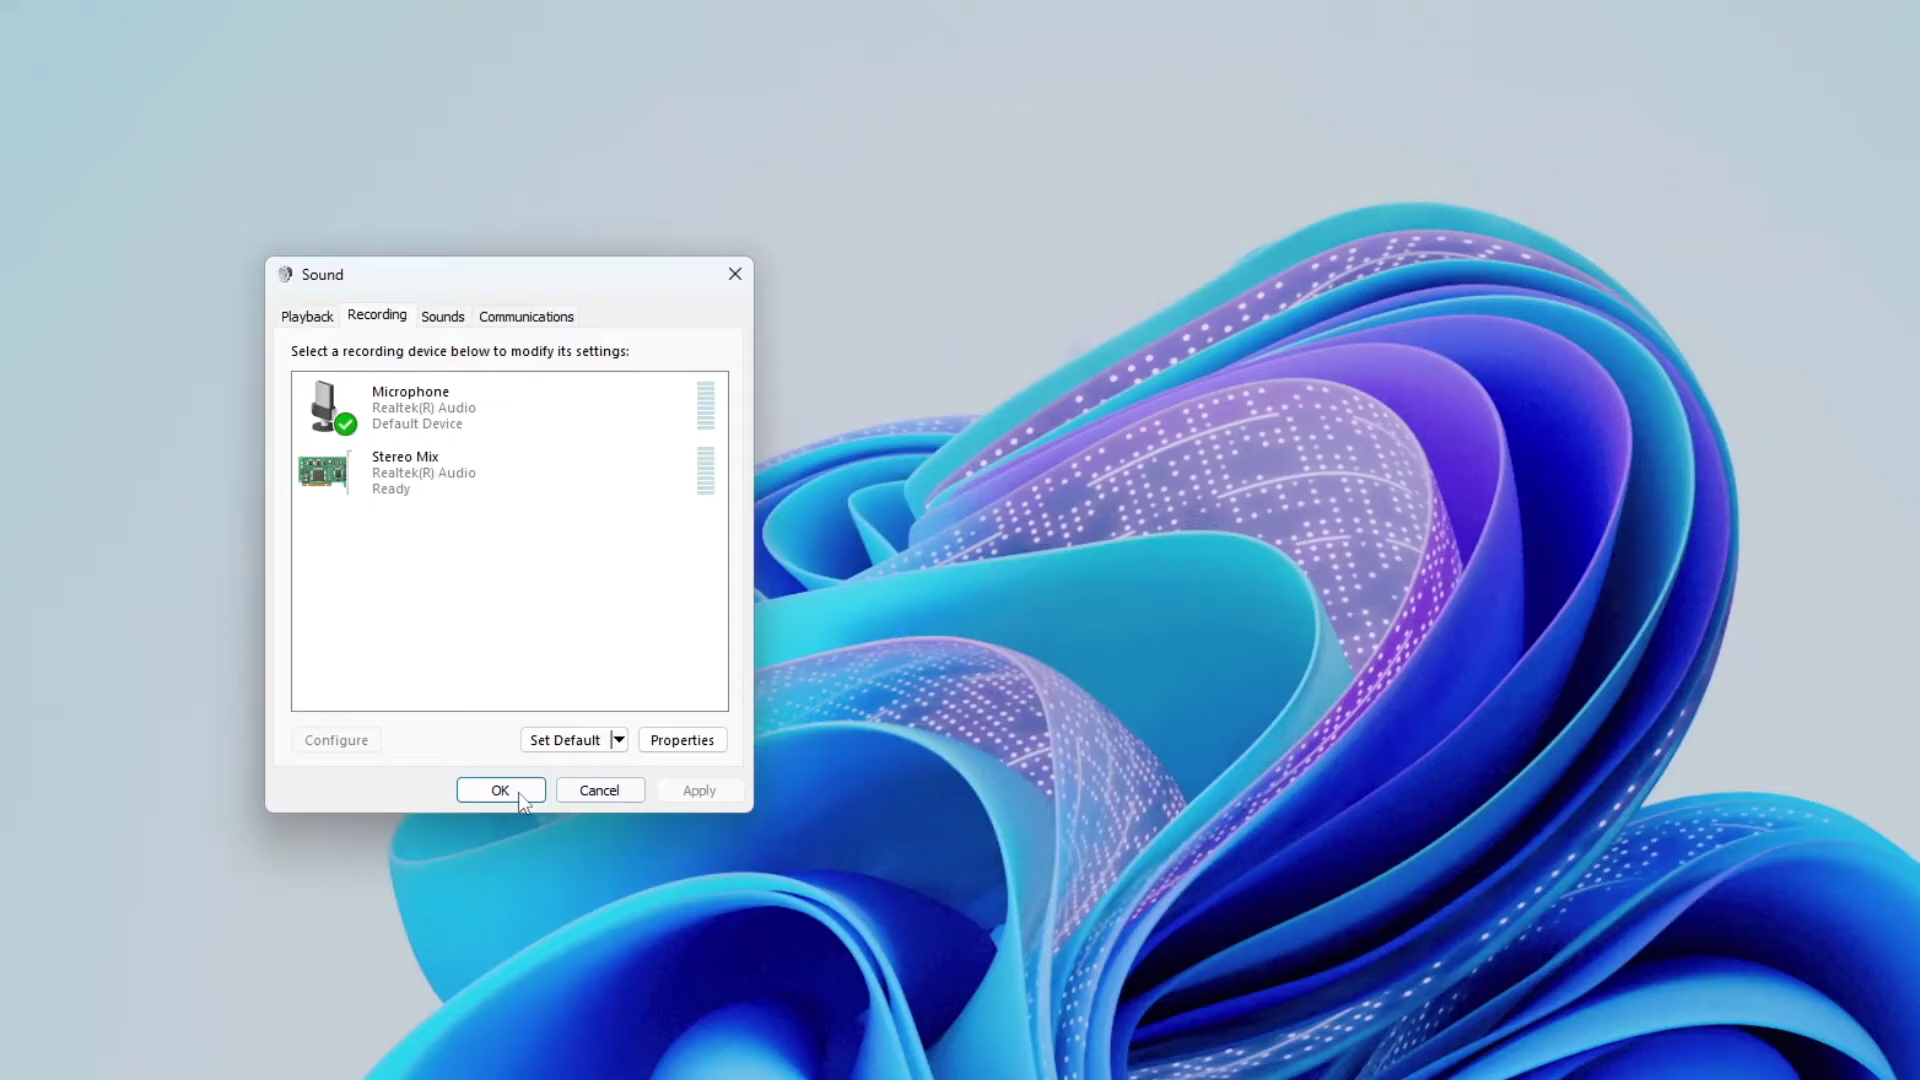 Sound
Playback Recording Sounds Communications
Select a recording device below to modify its settings:
Microphone
Realtek(R) Audio
Default Device
Stereo Mix
Realtek(R) Audio
Ready
Configure Set Default Properties
OK Cancel Apply